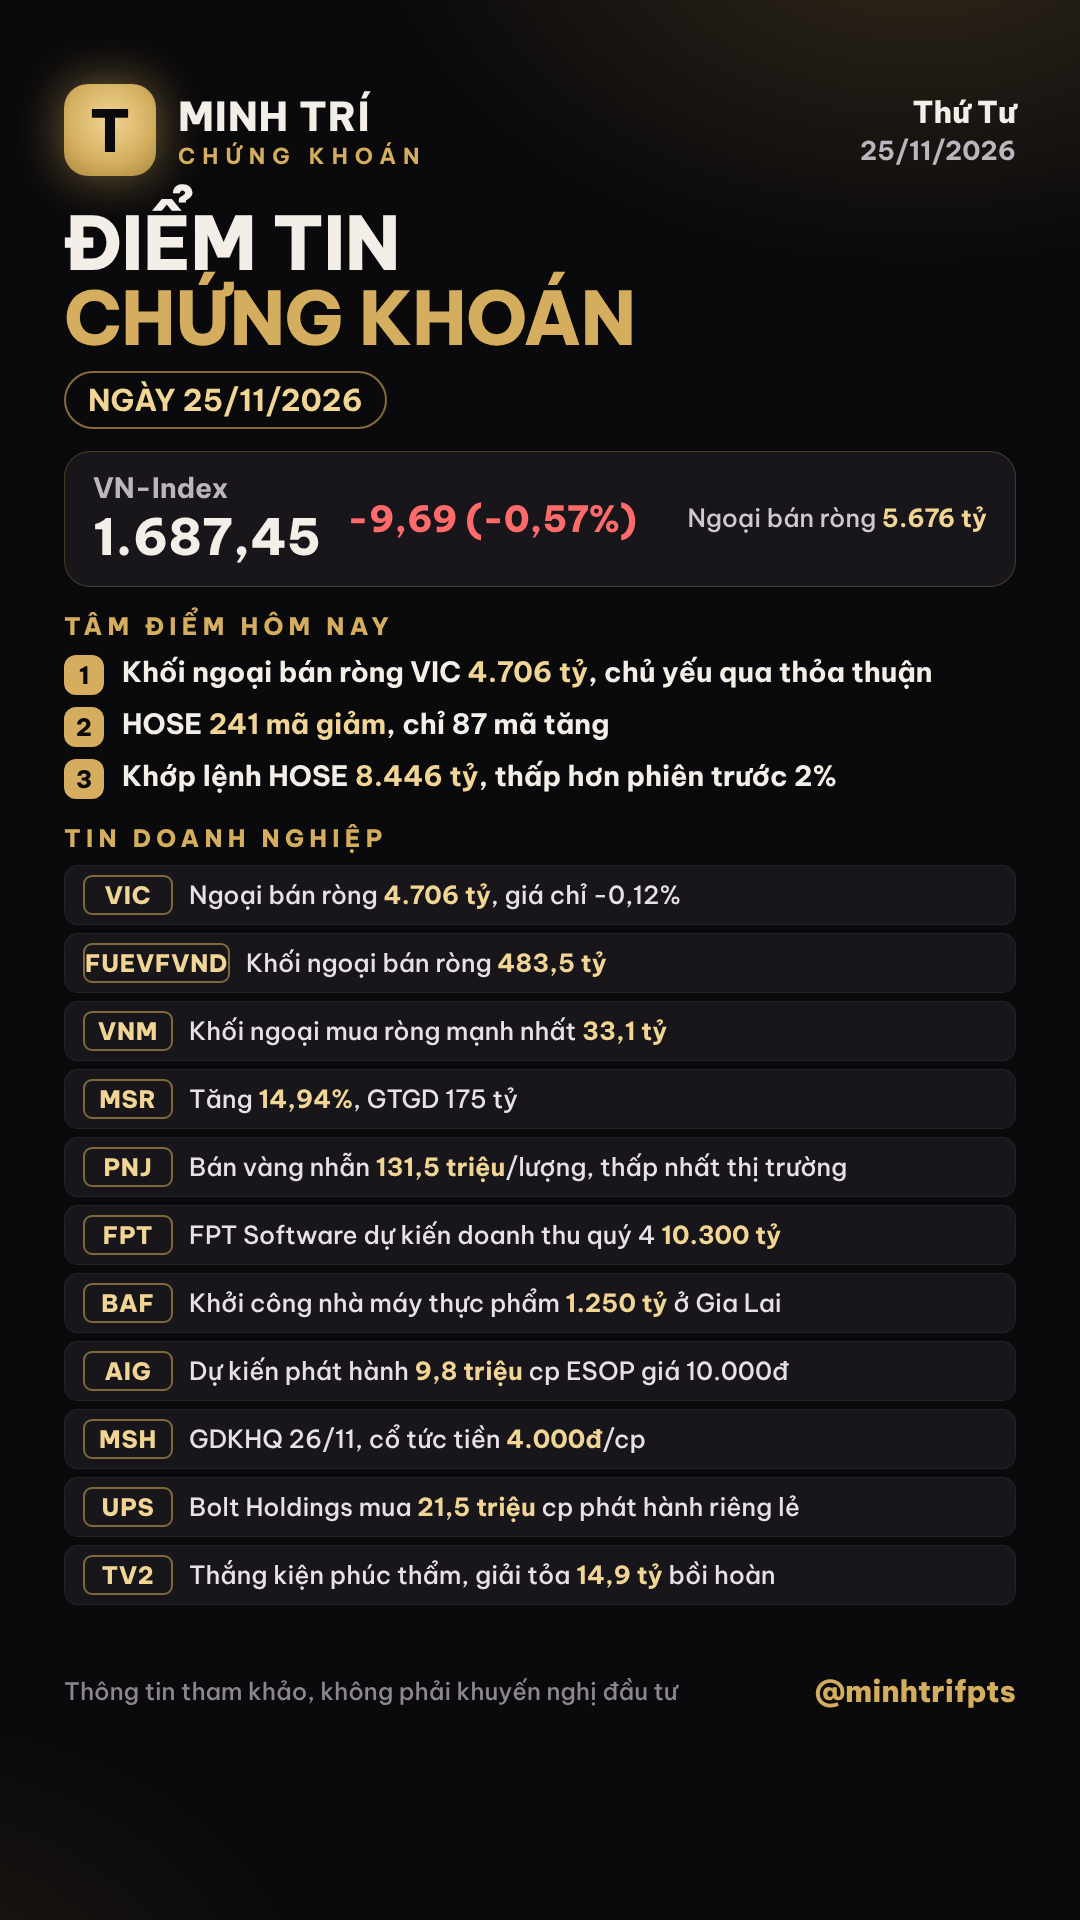 T
MINH TRÍ
CHỨNG KHOÁN
Thứ Tư
25/11/2026
ĐIỂM TIN
CHỨNG KHOÁN
NGÀY 25/11/2026
VN-Index
1.687,45
-9,69 (-0,57%)
Ngoại bán ròng 5.676 tỷ
TÂM ĐIỂM HÔM NAY
1 Khối ngoại bán ròng VIC 4.706 tỷ, chủ yếu qua thỏa thuận
2 HOSE 241 mã giảm, chỉ 87 mã tăng
3 Khớp lệnh HOSE 8.446 tỷ, thấp hơn phiên trước 2%
TIN DOANH NGHIỆP
VIC Ngoại bán ròng 4.706 tỷ, giá chỉ -0,12%
FUEVFVND Khối ngoại bán ròng 483,5 tỷ
VNM Khối ngoại mua ròng mạnh nhất 33,1 tỷ
MSR Tăng 14,94%, GTGD 175 tỷ
PNJ Bán vàng nhẫn 131,5 triệu/lượng, thấp nhất thị trường
FPT FPT Software dự kiến doanh thu quý 4 10.300 tỷ
BAF Khởi công nhà máy thực phẩm 1.250 tỷ ở Gia Lai
AIG Dự kiến phát hành 9,8 triệu cp ESOP giá 10.000đ
MSH GDKHQ 26/11, cổ tức tiền 4.000đ/cp
UPS Bolt Holdings mua 21,5 triệu cp phát hành riêng lẻ
TV2 Thắng kiện phúc thẩm, giải tỏa 14,9 tỷ bồi hoàn
Thông tin tham khảo, không phải khuyến nghị đầu tư
@minhtrifpts